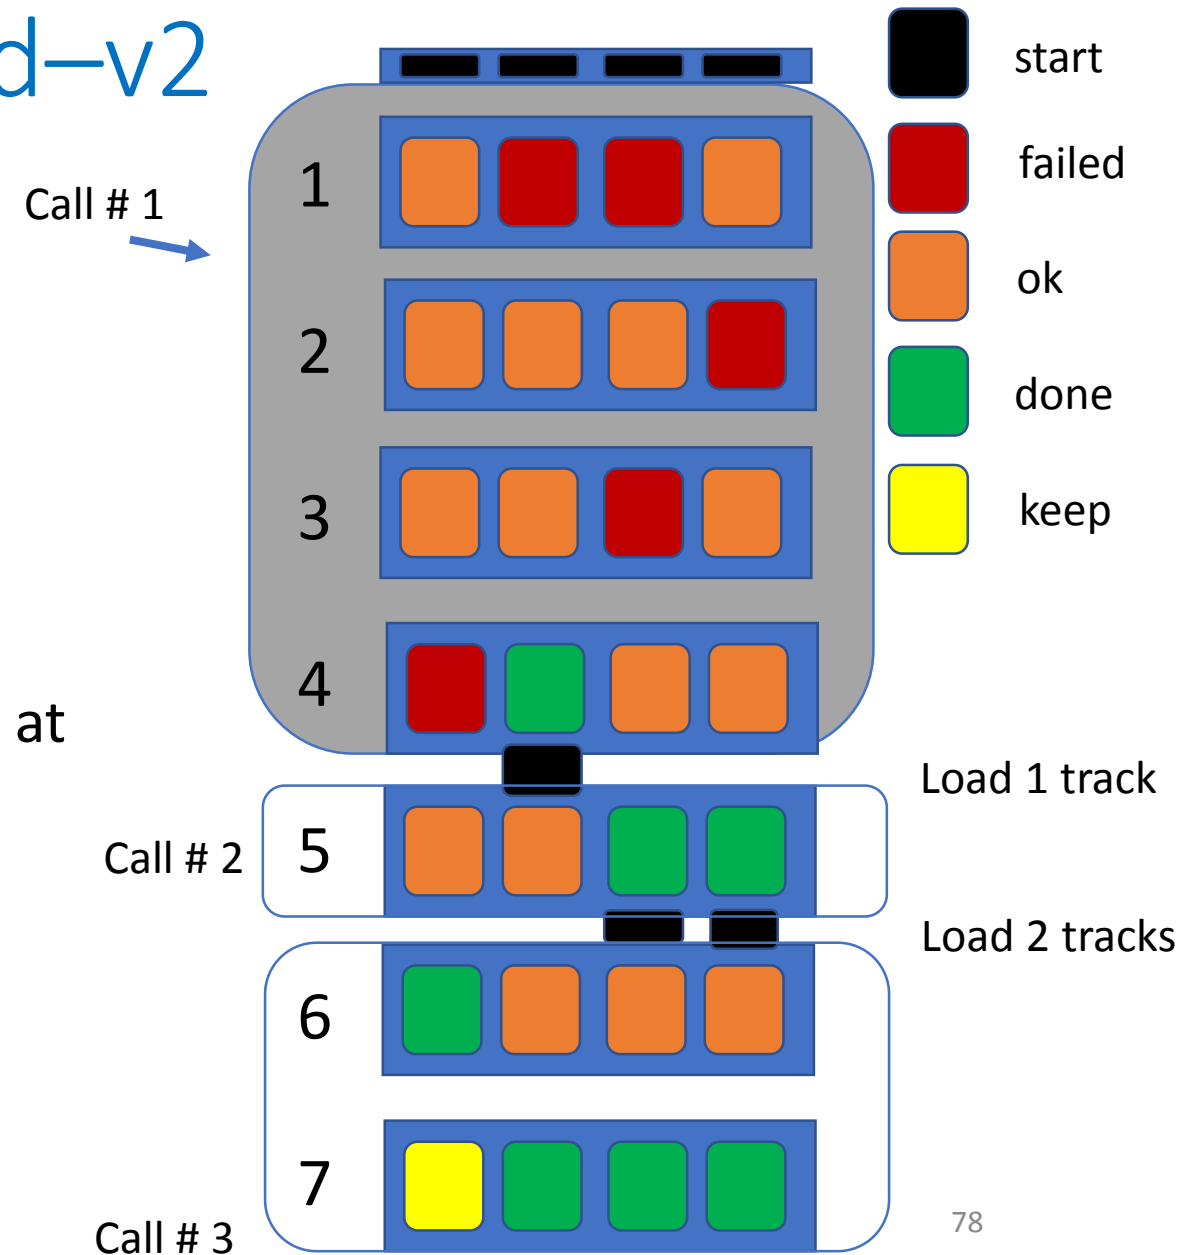 d–v2
start
failed
Call # 1
1
ok
2
done
3
keep
4
at
Load 1 track
Call # 2
5
Load 2 tracks
6
7
Call # 3
78